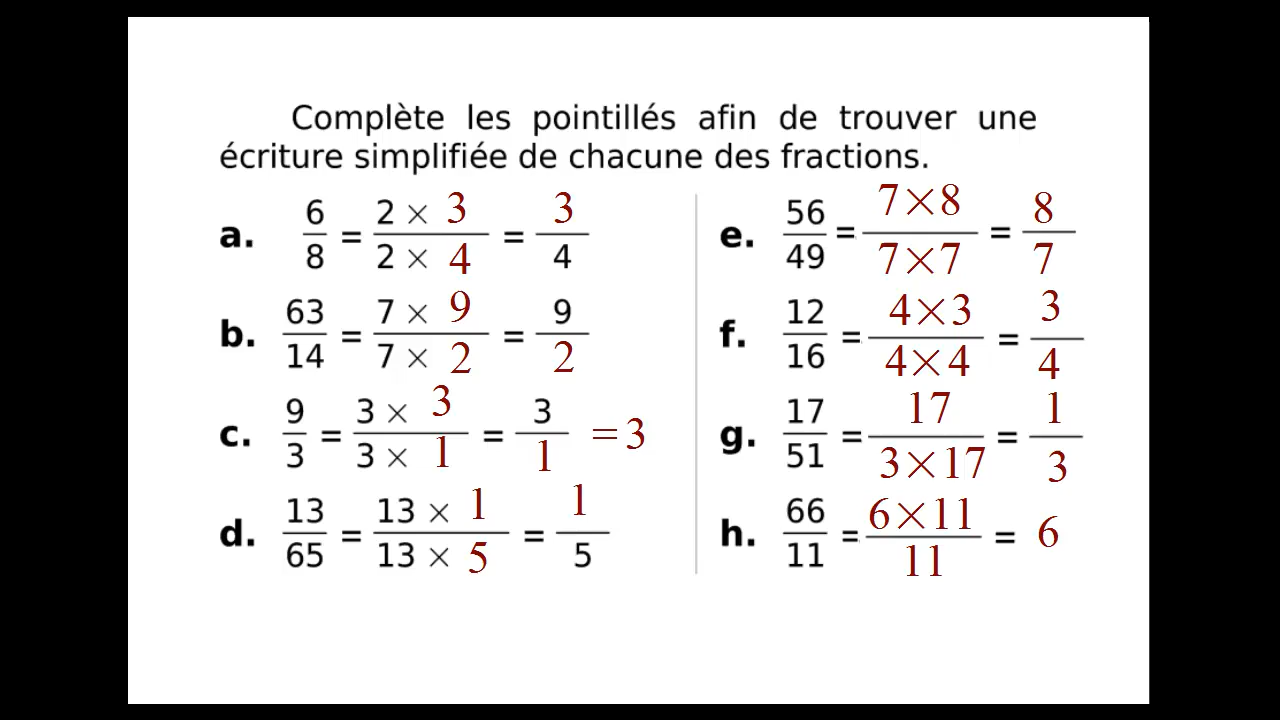 Complète les pointillés afin de trouver une
écriture simplifiée de chacune des fractions.
a. 6/8 = (2 × 3)/(2 × 4) = 3/4
b. 63/14 = (7 × 9)/(7 × 2) = 9/2
c. 9/3 = (3 × 3)/(3 × 1) = 3/1 = 3
d. 13/65 = (13 × 1)/(13 × 5) = 1/5
e. 56/49 = (7×8)/(7×7) = 8/7
f. 12/16 = (4×3)/(4×4) = 3/4
g. 17/51 = 17/(3×17) = 1/3
h. 66/11 = (6×11)/11 = 6